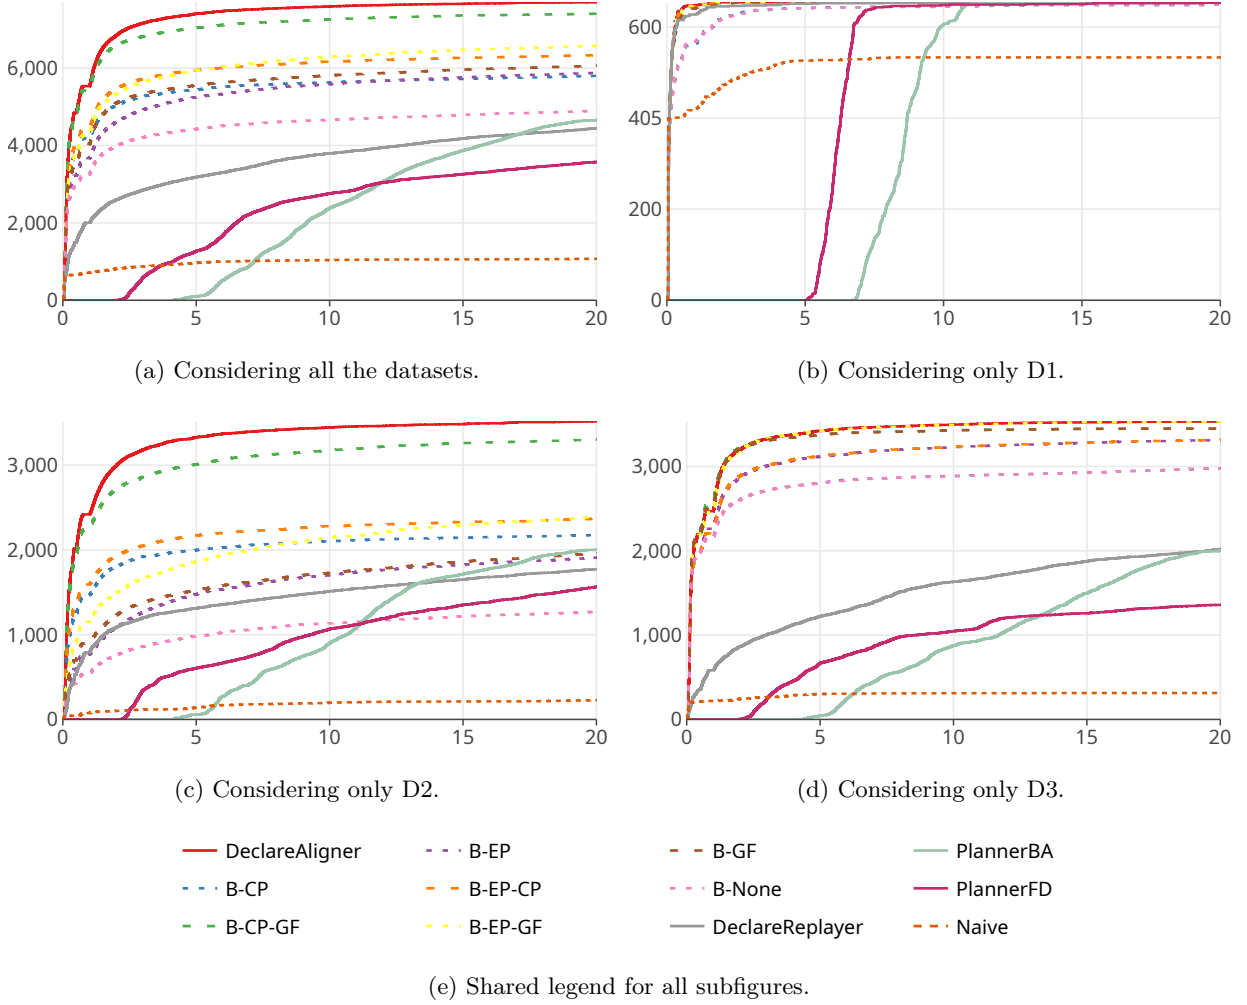 6,000
4,000
2,000
0
0 5 10 15 20
(a) Considering all the datasets.
600
405
200
0
0 5 10 15 20
(b) Considering only D1.
3,000
2,000
1,000
0
0 5 10 15 20
(c) Considering only D2.
3,000
2,000
1,000
0
0 5 10 15 20
(d) Considering only D3.
DeclareAligner B-EP B-GF PlannerBA
B-CP B-EP-CP B-None PlannerFD
B-CP-GF B-EP-GF DeclareReplayer Naive
(e) Shared legend for all subfigures.